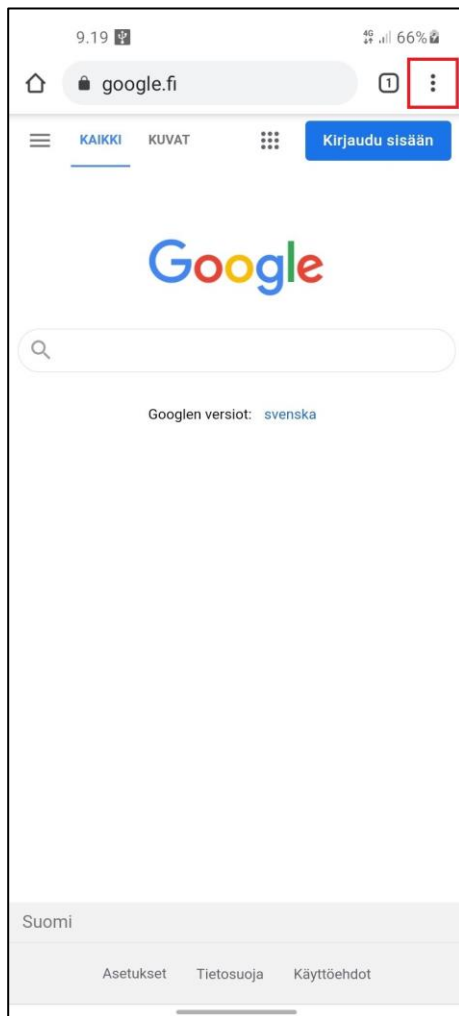 9.19 4G 66%
google.fi 1
KAIKKI KUVAT Kirjaudu sisään
Google
Googlen versiot: svenska
Suomi
Asetukset Tietosuoja Käyttöehdot